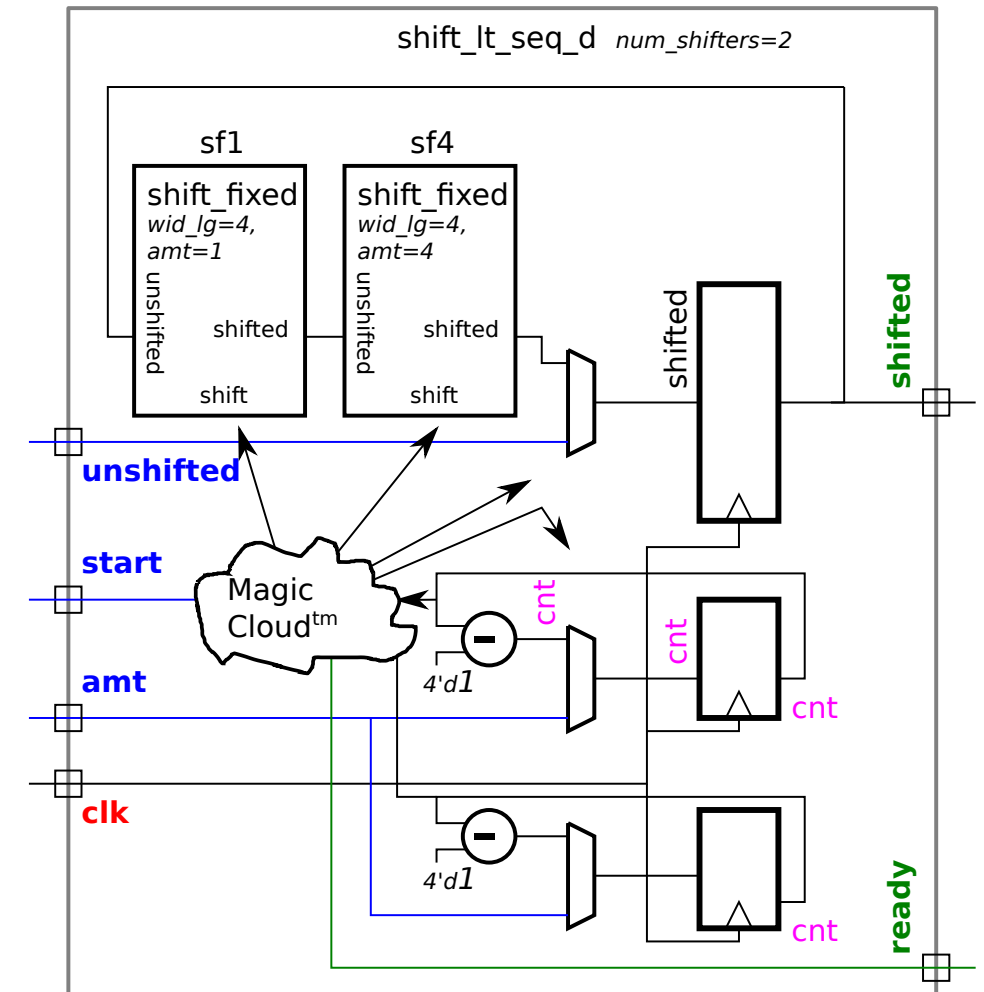 shift_lt_seq_d num_shifters=2
sf1
sf4
shift_fixed
wid_lg=4,
amt=1
unshifted
shifted
shift
shift_fixed
wid_lg=4,
amt=4
unshifted
shifted
shift
shifted
shifted
unshifted
start
Magic
Cloudtm
cnt
cnt
4'd1
amt
cnt
clk
4'd1
cnt
ready